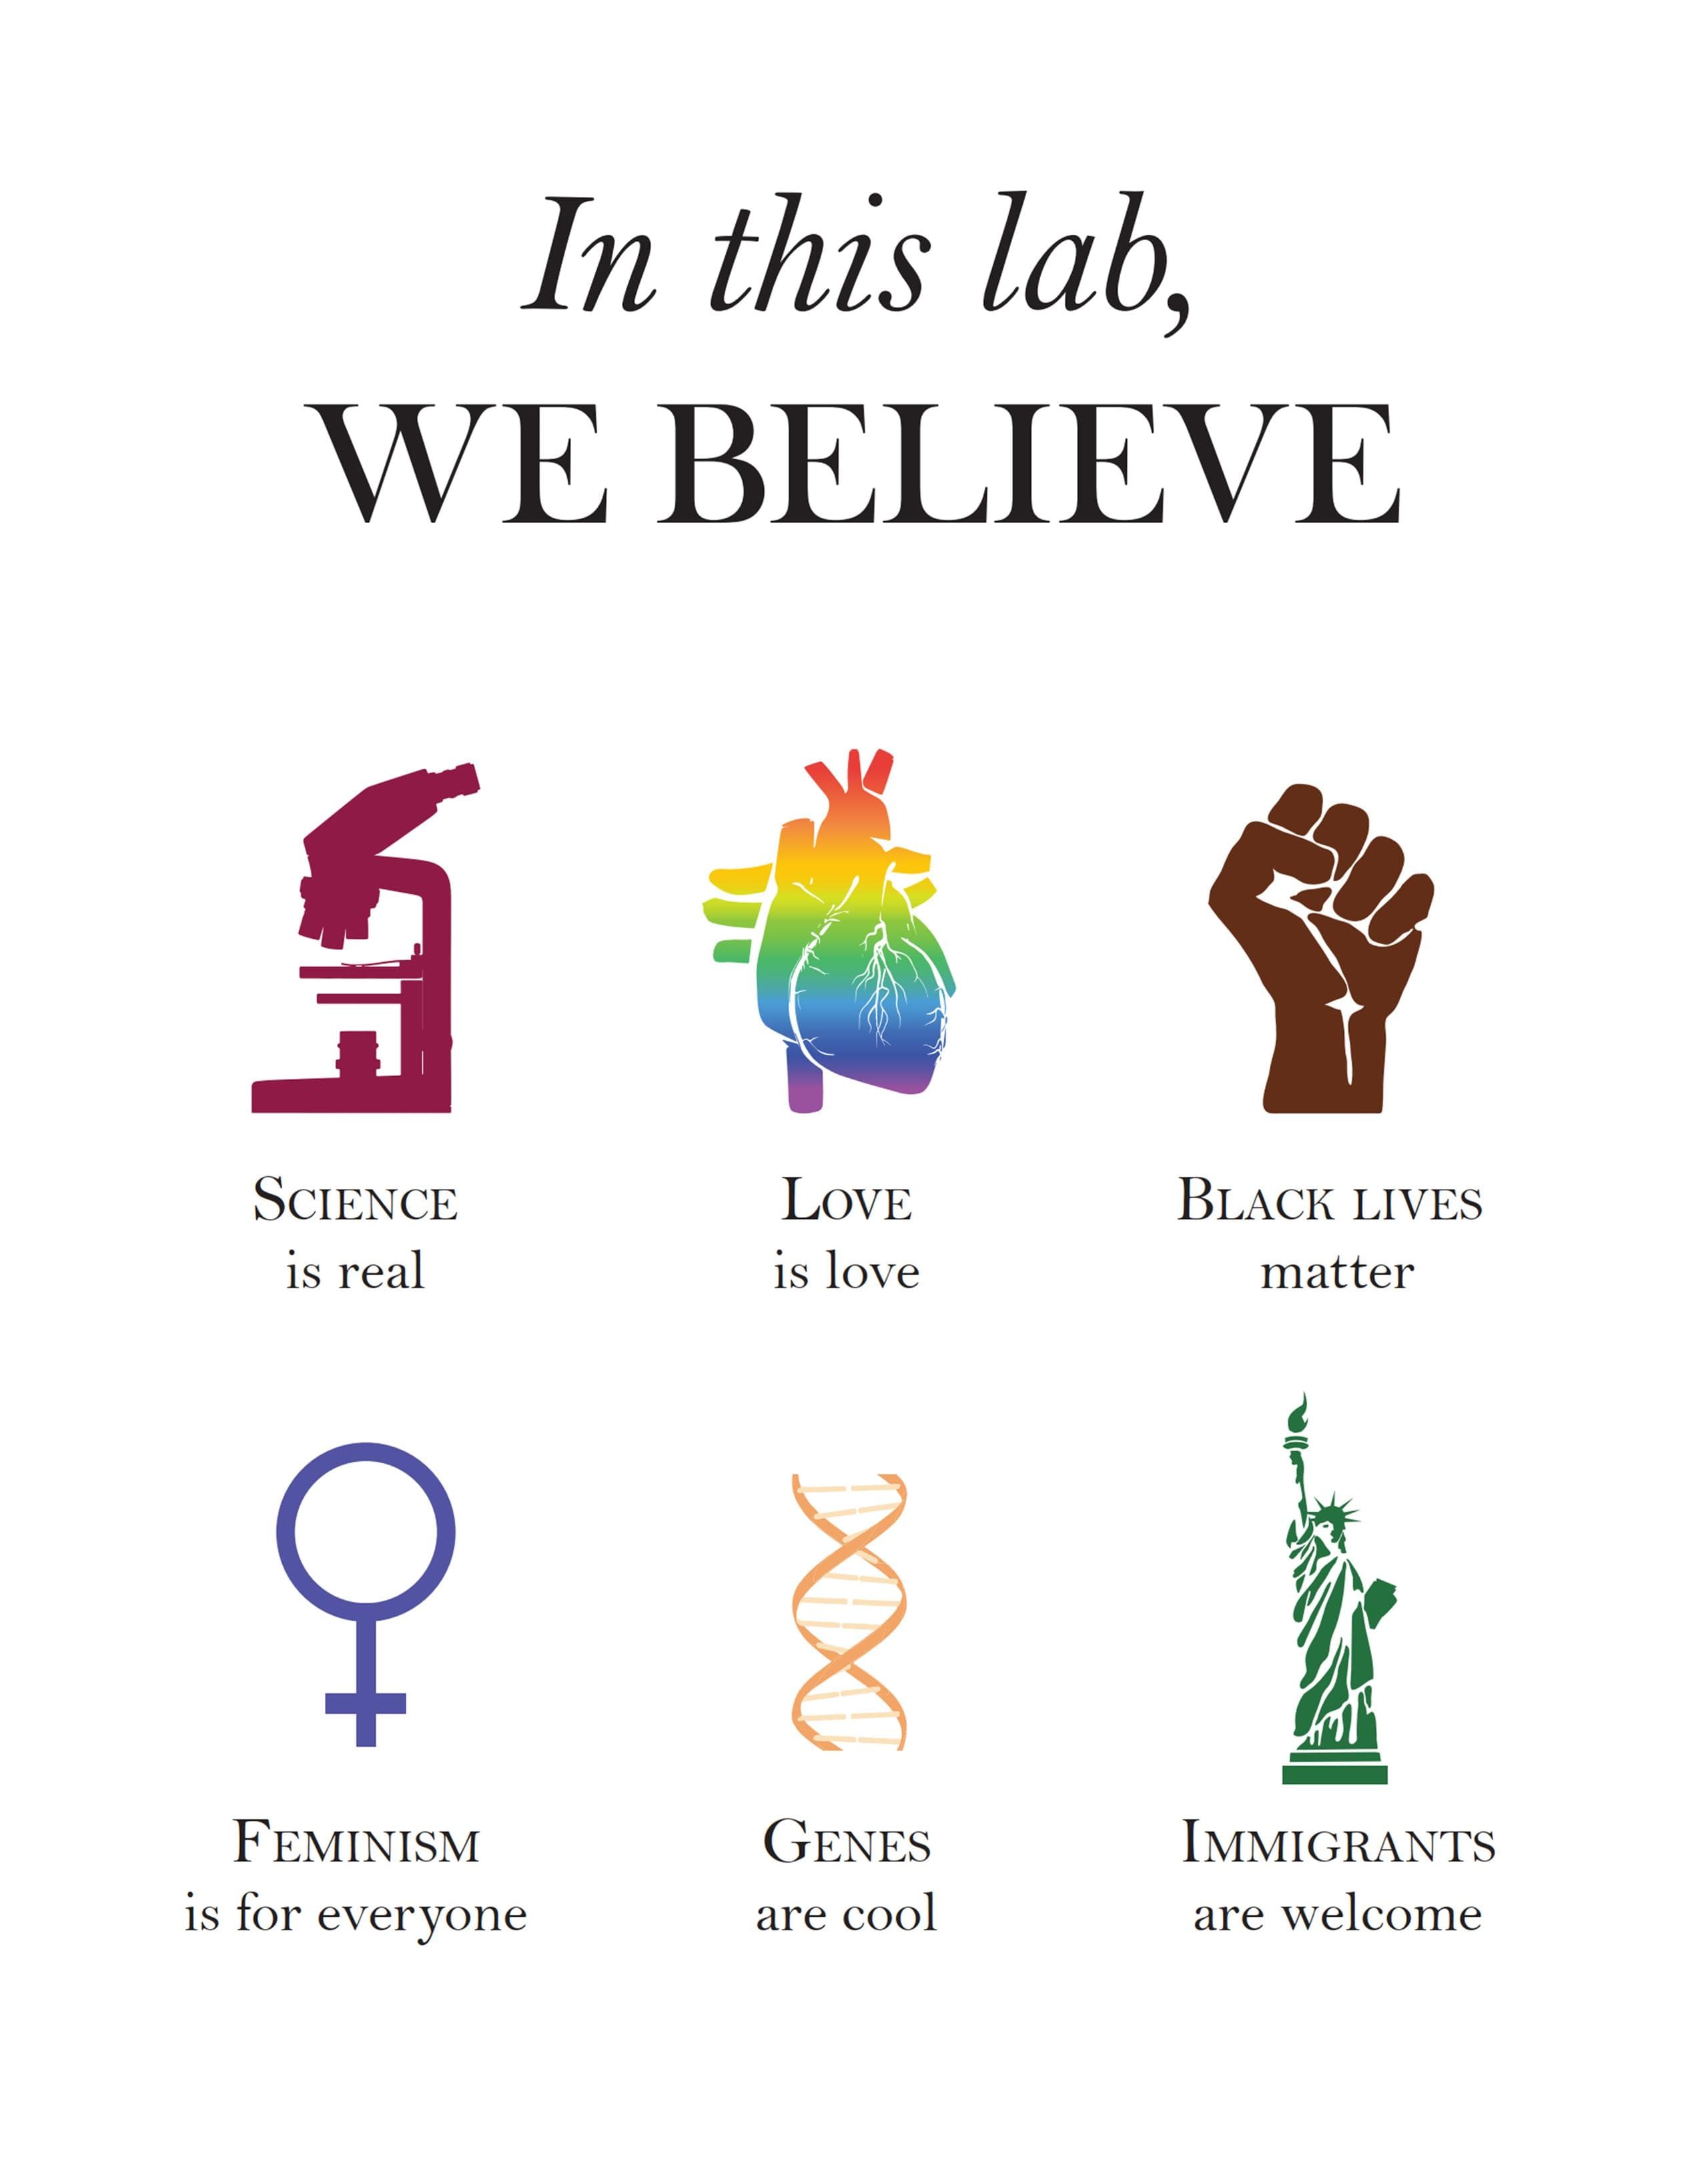 In this lab,
WE BELIEVE
SCIENCE
is real
LOVE
is love
BLACK LIVES
matter
FEMINISM
is for everyone
GENES
are cool
IMMIGRANTS
are welcome